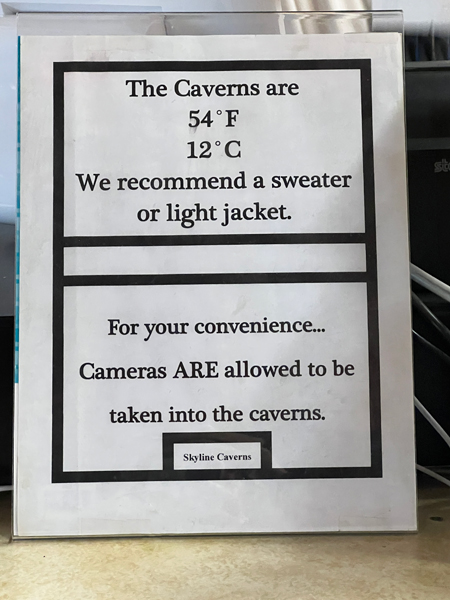 The Caverns are
54°F
12°C
We recommend a sweater
or light jacket.
For your convenience...
Cameras ARE allowed to be
taken into the caverns.
Skyline Caverns